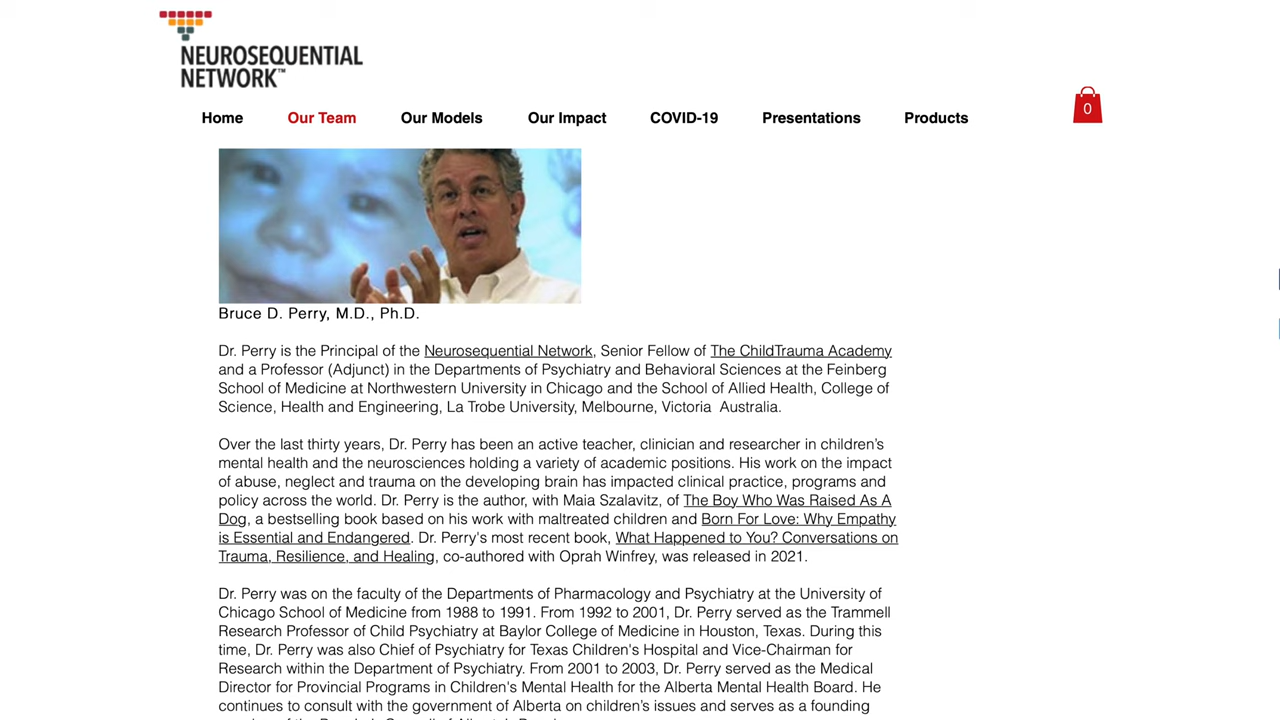 NEUROSEQUENTIAL
NETWORK™
Home Our Team Our Models Our Impact COVID-19 Presentations Products 0
Bruce D. Perry, M.D., Ph.D.
Dr. Perry is the Principal of the Neurosequential Network, Senior Fellow of The ChildTrauma Academy
and a Professor (Adjunct) in the Departments of Psychiatry and Behavioral Sciences at the Feinberg
School of Medicine at Northwestern University in Chicago and the School of Allied Health, College of
Science, Health and Engineering, La Trobe University, Melbourne, Victoria Australia.
Over the last thirty years, Dr. Perry has been an active teacher, clinician and researcher in children's
mental health and the neurosciences holding a variety of academic positions. His work on the impact
of abuse, neglect and trauma on the developing brain has impacted clinical practice, programs and
policy across the world. Dr. Perry is the author, with Maia Szalavitz, of The Boy Who Was Raised As A
Dog, a bestselling book based on his work with maltreated children and Born For Love: Why Empathy
is Essential and Endangered. Dr. Perry's most recent book, What Happened to You? Conversations on
Trauma, Resilience, and Healing, co-authored with Oprah Winfrey, was released in 2021.
Dr. Perry was on the faculty of the Departments of Pharmacology and Psychiatry at the University of
Chicago School of Medicine from 1988 to 1991. From 1992 to 2001, Dr. Perry served as the Trammell
Research Professor of Child Psychiatry at Baylor College of Medicine in Houston, Texas. During this
time, Dr. Perry was also Chief of Psychiatry for Texas Children's Hospital and Vice-Chairman for
Research within the Department of Psychiatry. From 2001 to 2003, Dr. Perry served as the Medical
Director for Provincial Programs in Children's Mental Health for the Alberta Mental Health Board. He
continues to consult with the government of Alberta on children's issues and serves as a founding